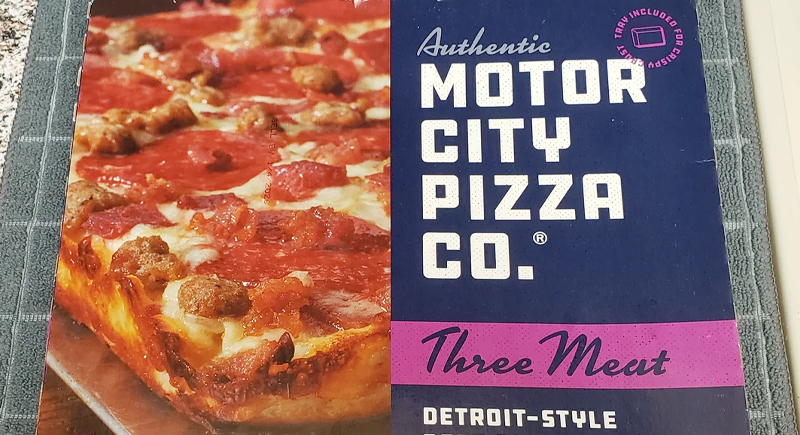 TRAY INCLUDED FOR CRISPY CRUST
Authentic
MOTOR
CITY
PIZZA
CO.®
Three Meat
DETROIT-STYLE